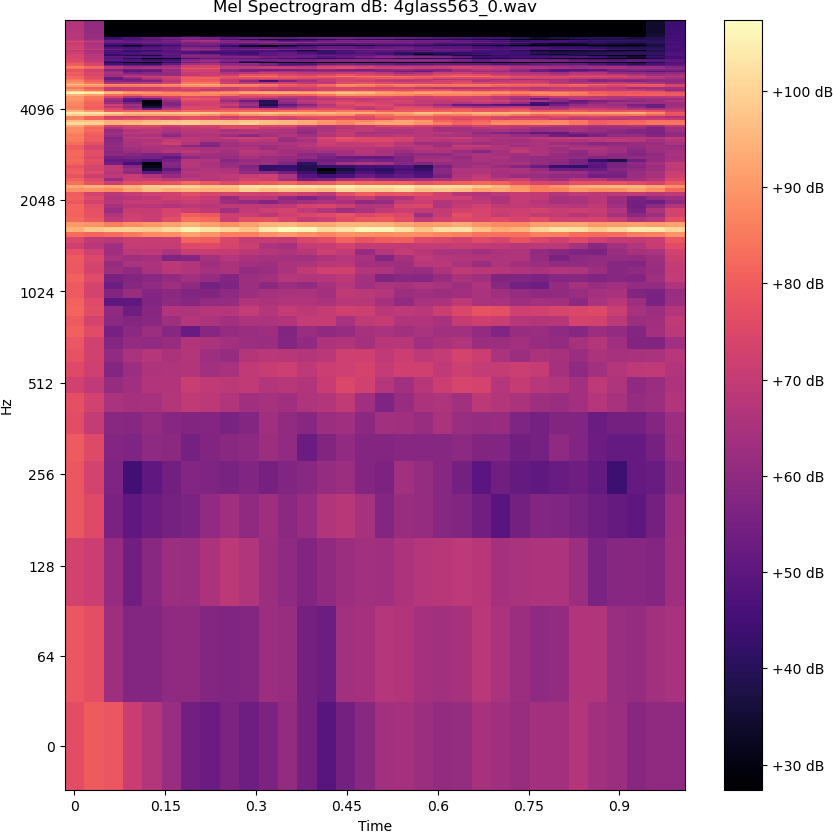 Mel Spectrogram dB: 4glass563_0.wav
+100 dB
4096
+90 dB
2048
+80 dB
1024
512
+70 dB
Hz
256
+60 dB
128
+50 dB
64
+40 dB
0
+30 dB
0 0.15 0.3 0.45 0.6 0.75 0.9
Time